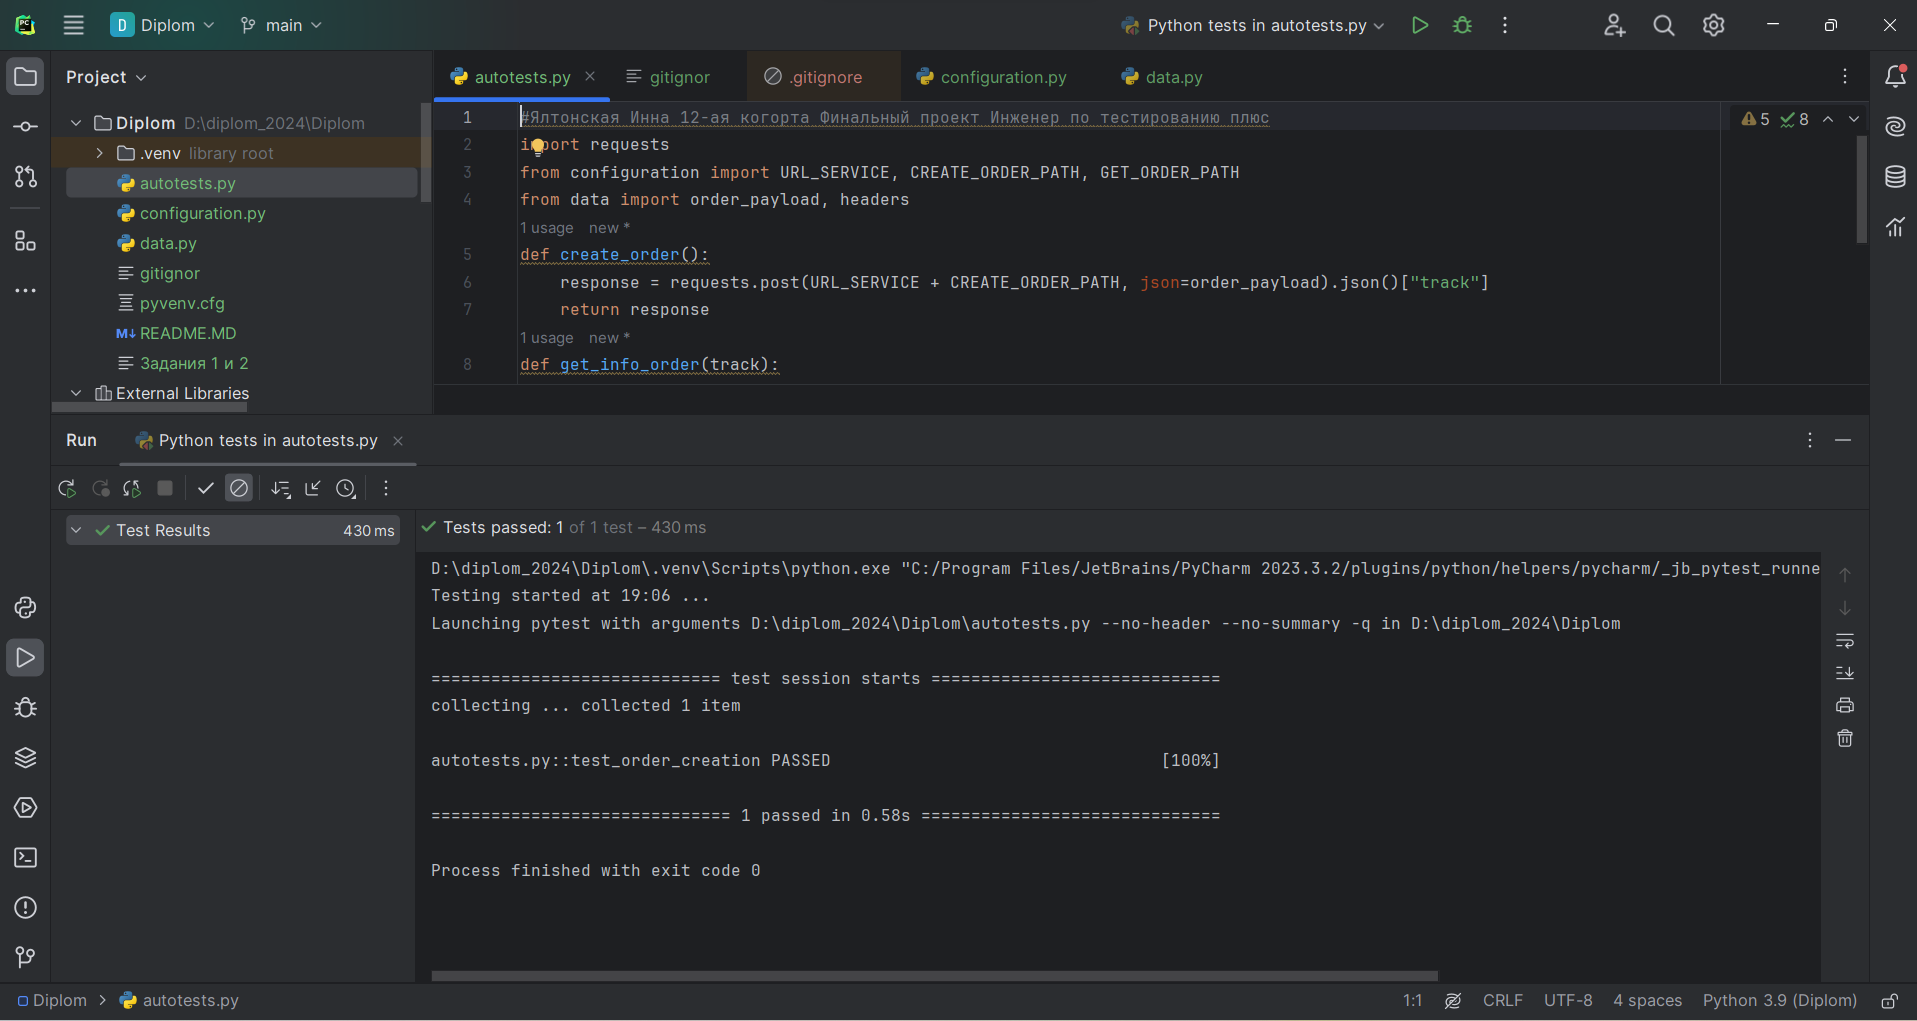 D Diplom main Python tests in autotests.py
Project
autotests.py gitignor .gitignore configuration.py data.py
Diplom D:\diplom_2024\Diplom
.venv library root
autotests.py
configuration.py
data.py
gitignor
pyvenv.cfg
M↓ README.MD
Задания 1 и 2
External Libraries
1 #Ялтонская Инна 12-ая когорта Финальный проект Инженер по тестированию плюс
5 8
2 import requests
3 from configuration import URL_SERVICE, CREATE_ORDER_PATH, GET_ORDER_PATH
4 from data import order_payload, headers
1 usage new *
5 def create_order():
6 response = requests.post(URL_SERVICE + CREATE_ORDER_PATH, json=order_payload).json()["track"]
7 return response
1 usage new *
8 def get_info_order(track):
Run Python tests in autotests.py
Test Results 430 ms
Tests passed: 1 of 1 test – 430 ms
D:\diplom_2024\Diplom\.venv\Scripts\python.exe "C:/Program Files/JetBrains/PyCharm 2023.3.2/plugins/python/helpers/pycharm/_jb_pytest_runne
Testing started at 19:06 ...
Launching pytest with arguments D:\diplom_2024\Diplom\autotests.py --no-header --no-summary -q in D:\diplom_2024\Diplom
============================= test session starts =============================
collecting ... collected 1 item
autotests.py::test_order_creation PASSED [100%]
============================== 1 passed in 0.58s ==============================
Process finished with exit code 0
Diplom > autotests.py 1:1 CRLF UTF-8 4 spaces Python 3.9 (Diplom)